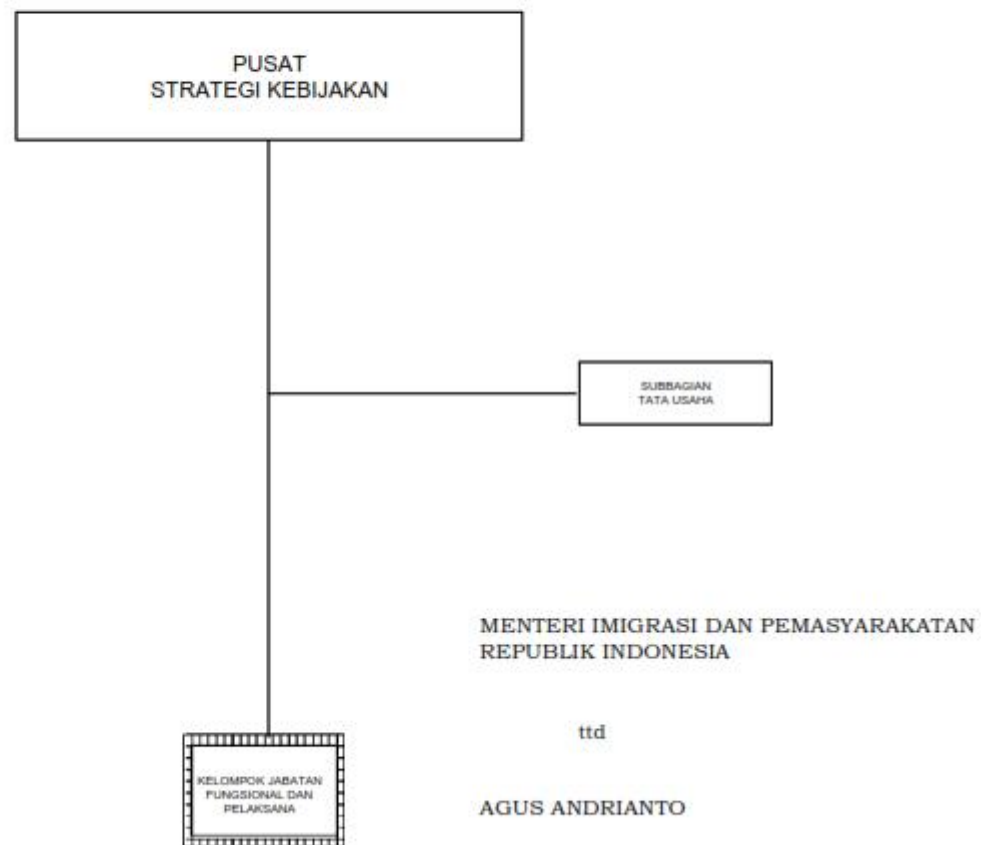 PUSAT
STRATEGI KEBIJAKAN
SUBBAGIAN
TATA USAHA
MENTERI IMIGRASI DAN PEMASYARAKATAN
REPUBLIK INDONESIA
ttd
KELOMPOK JABATAN
FUNGSIONAL DAN
PELAKSANA
AGUS ANDRIANTO